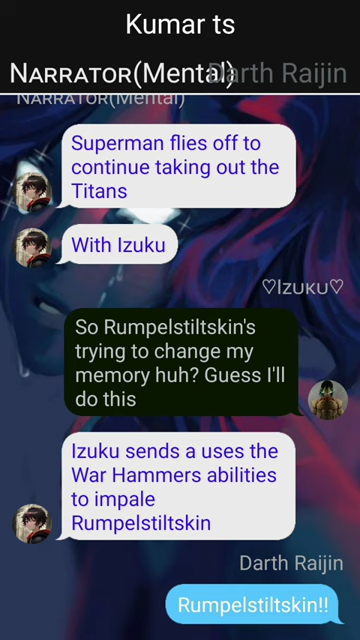 Kumar ts
Narrator(Mental) Darth Raijin
Narrator(Mental)
Superman flies off to
continue taking out the
Titans
With Izuku
♡Izuku♡
So Rumpelstiltskin's
trying to change my
memory huh? Guess I'll
do this
Izuku sends a uses the
War Hammers abilities
to impale
Rumpelstiltskin
Darth Raijin
Rumpelstiltskin!!